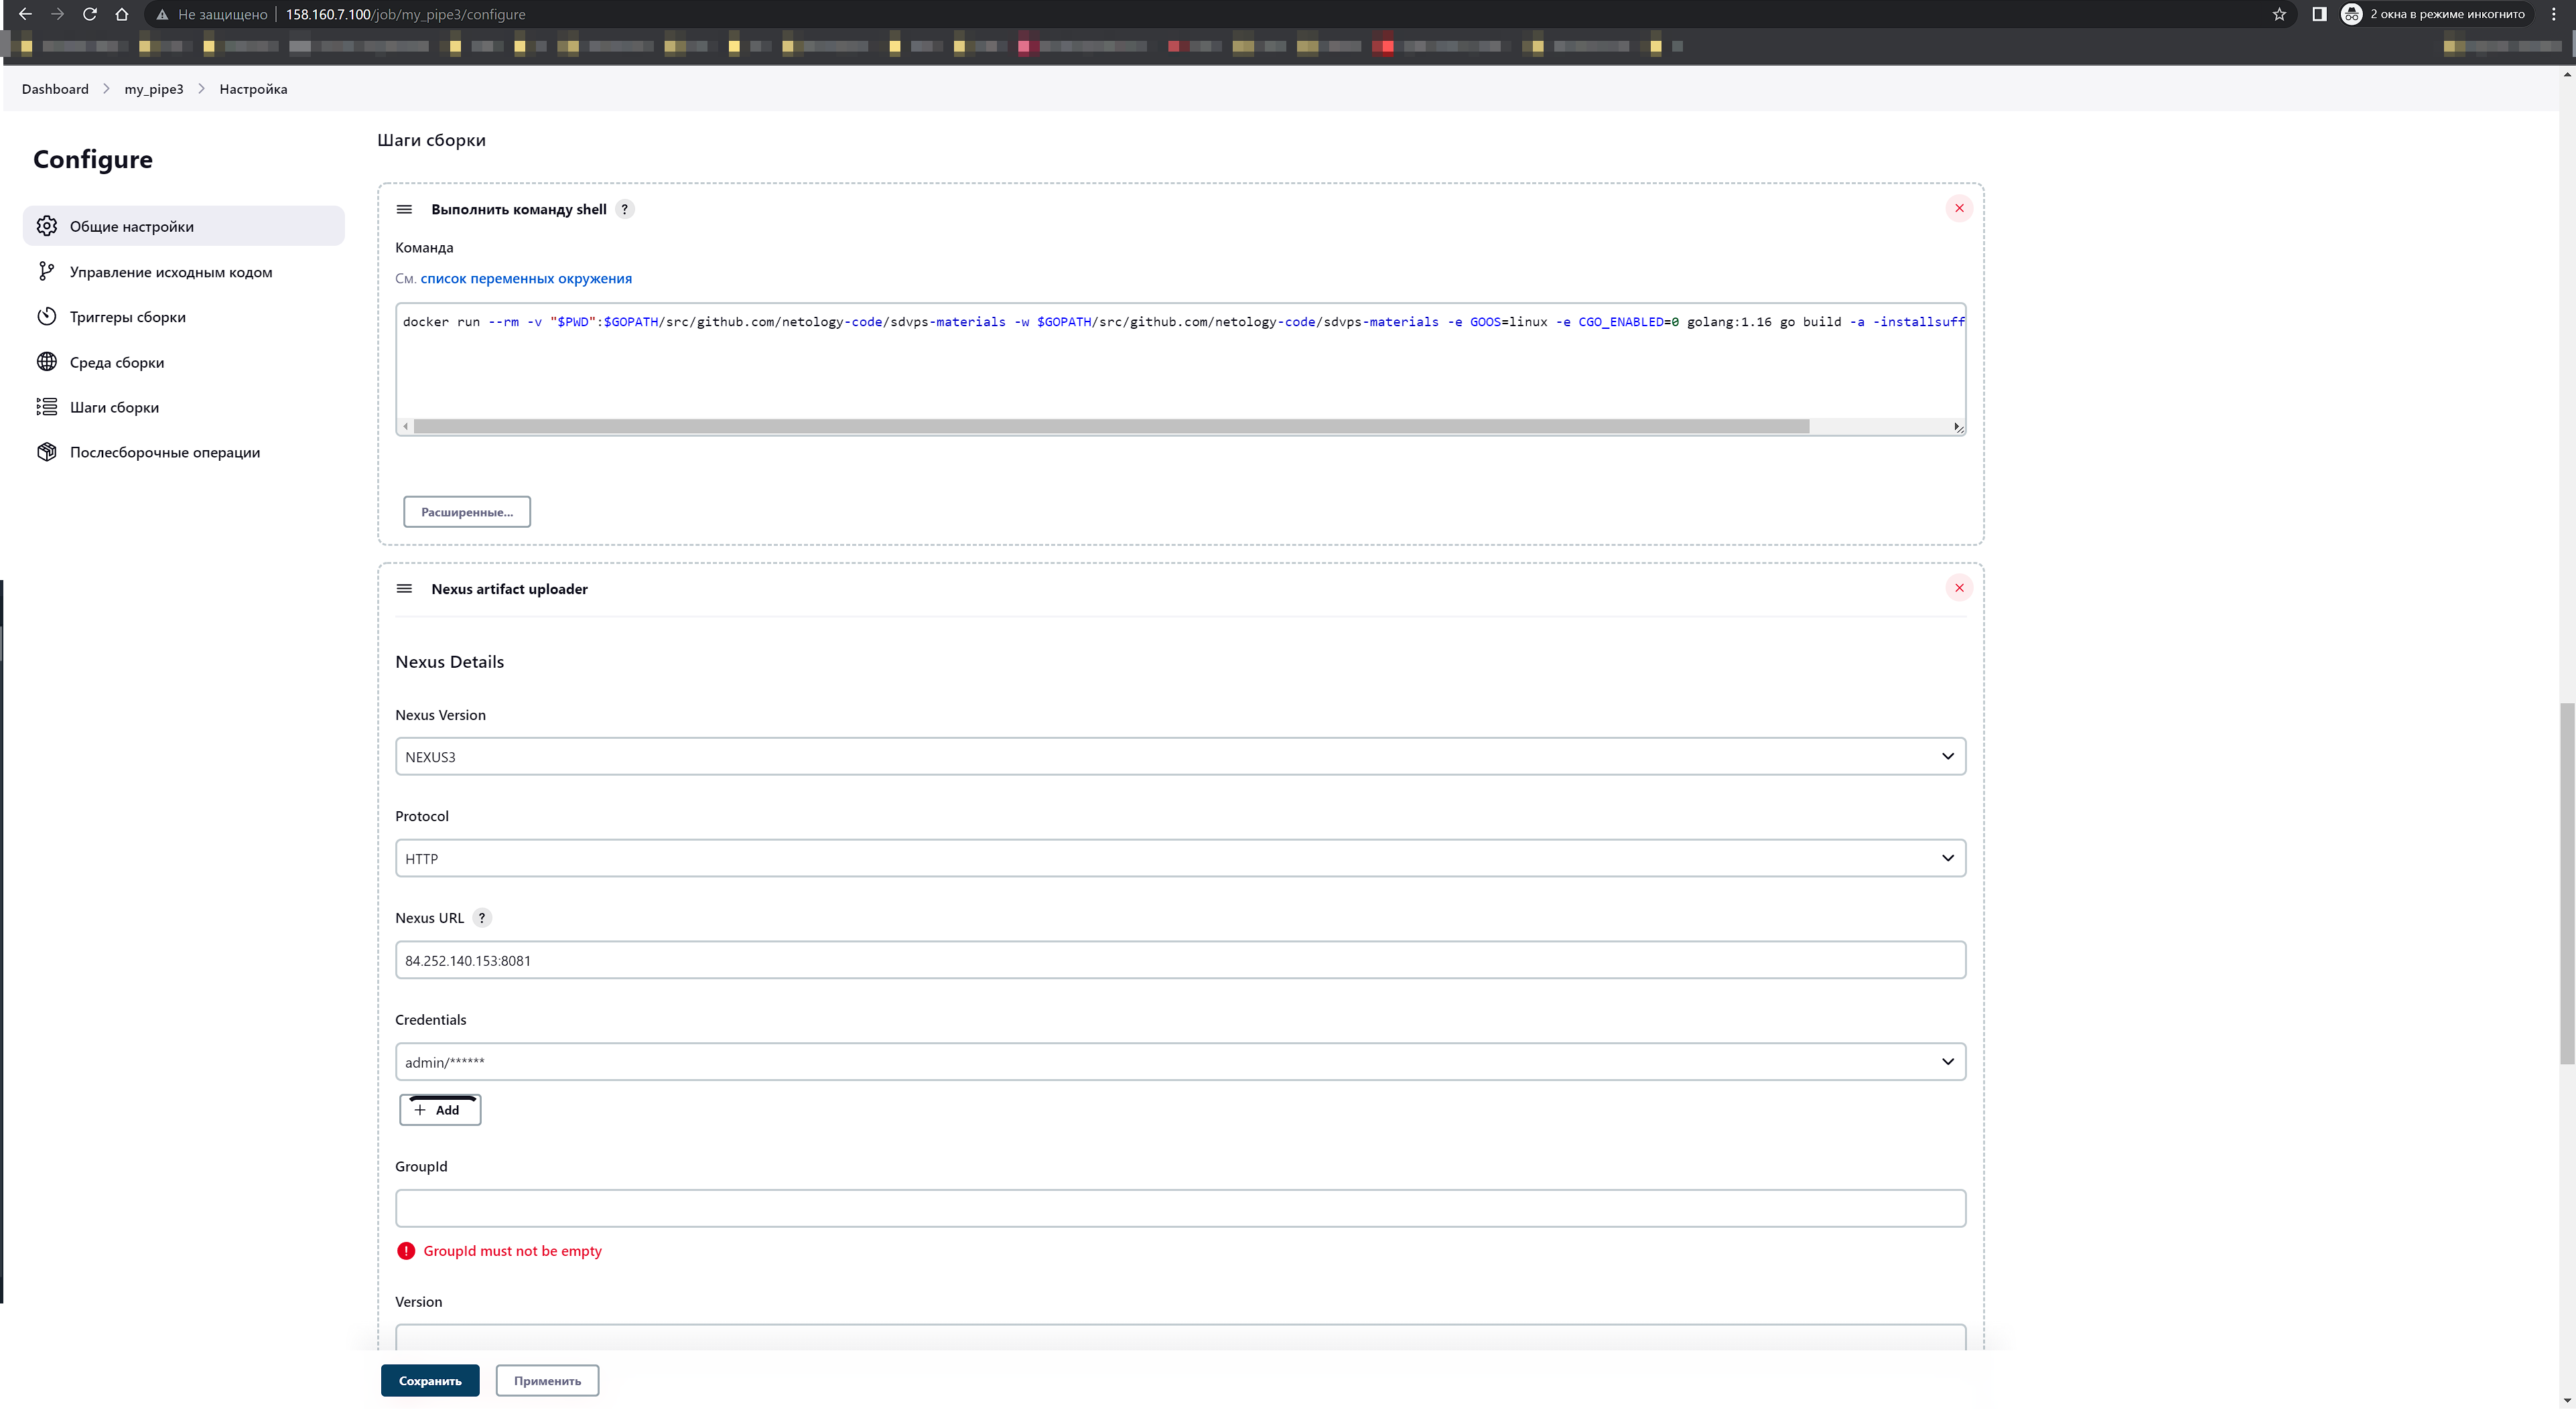 Не защищено 158.160.7.100/job/my_pipe3/configure 2 окна в режиме инкогнито
Dashboard my_pipe3 Настройка
Configure
Общие настройки
Управление исходным кодом
Триггеры сборки
Среда сборки
Шаги сборки
Послесборочные операции
Шаги сборки
Выполнить команду shell ?
Команда
См. список переменных окружения
docker run --rm -v "$PWD":$GOPATH/src/github.com/netology-code/sdvps-materials -w $GOPATH/src/github.com/netology-code/sdvps-materials -e GOOS=linux -e CGO_ENABLED=0 golang:1.16 go build -a -installsuff
Расширенные...
Nexus artifact uploader
Nexus Details
Nexus Version
NEXUS3
Protocol
HTTP
Nexus URL ?
84.252.140.153:8081
Credentials
admin/******
+ Add
GroupId
GroupId must not be empty
Version
Сохранить Применить